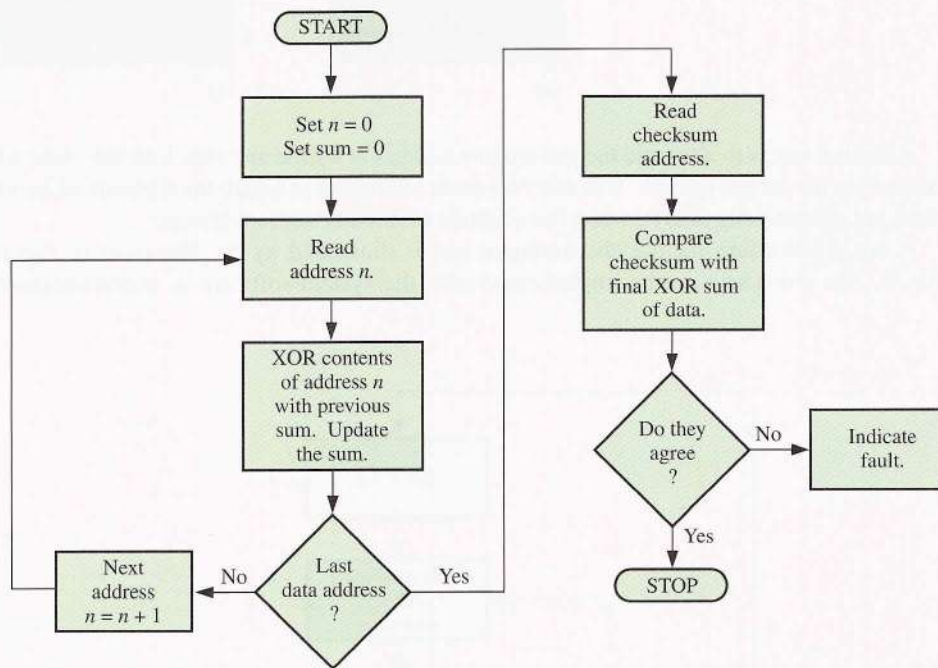 START
Set n = 0
Set sum = 0
Read
address n.
XOR contents
of address n
with previous
sum. Update
the sum.
Last
data address
?
No
Yes
Next
address
n = n + 1
Read
checksum
address.
Compare
checksum with
final XOR sum
of data.
Do they
agree
?
No
Indicate
fault.
Yes
STOP